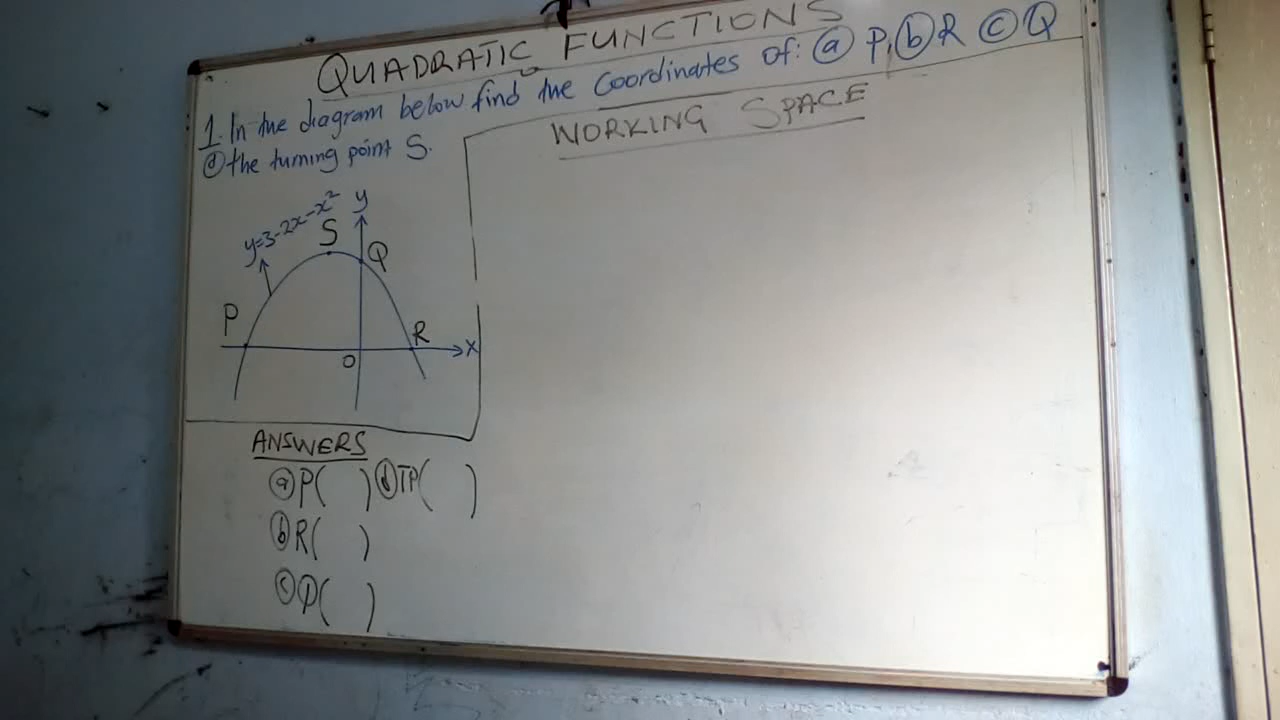 QUADRATIC FUNCTIONS
1. In the diagram below find the coordinates of: ⓐ P, ⓑ R ⓒ Q
ⓓ the turning point S.
WORKING SPACE
y=3-2x-x²
y
S
Q
P
R
O
x
ANSWERS
ⓐ P( ) ⓓ TP( )
ⓑ R( )
ⓒ P( )